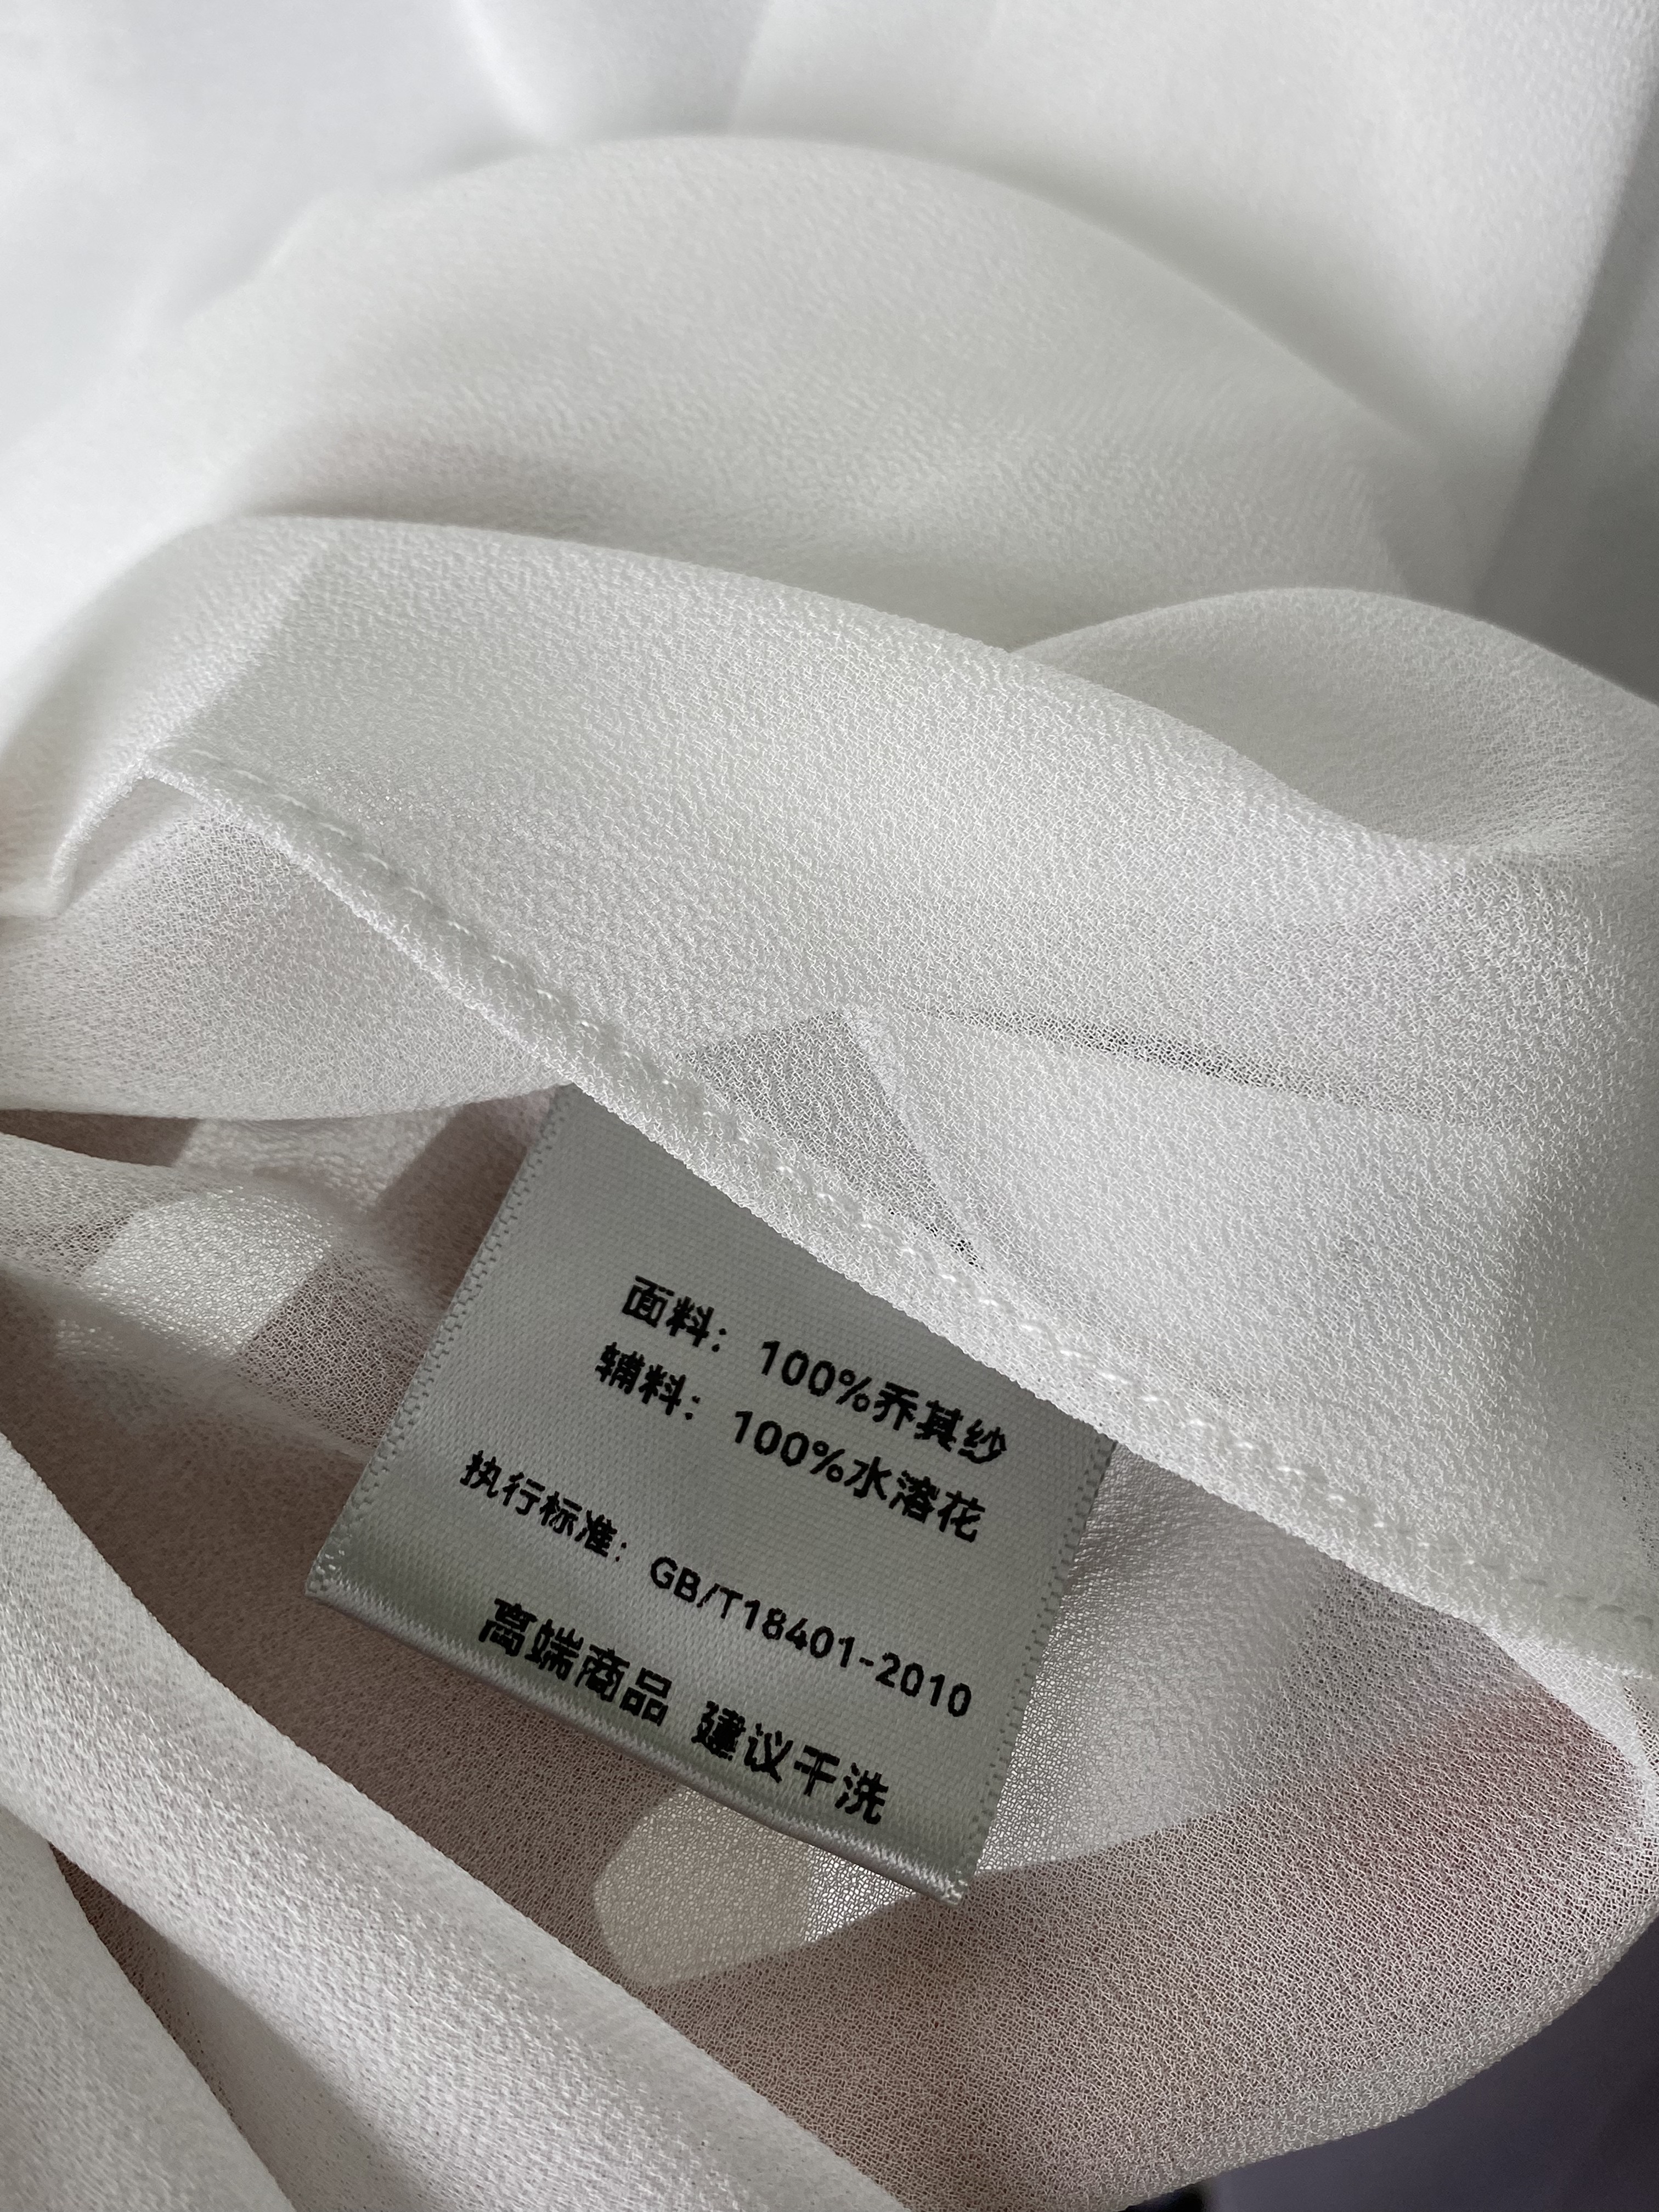 面料：100%乔其纱
辅料：100%水溶花
执行标准：GB/T18401-2010
高端商品 建议干洗